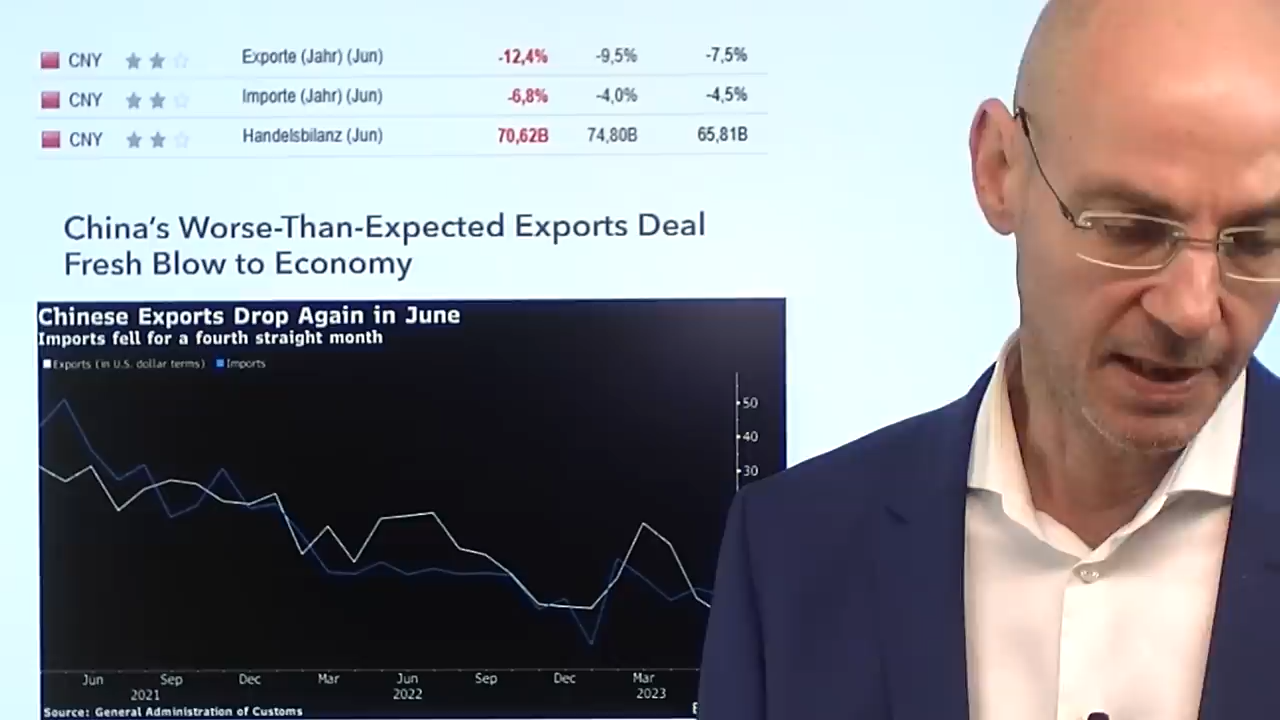 CNY Exporte (Jahr) (Jun) -12,4% -9,5% -7,5%
CNY Importe (Jahr) (Jun) -6,8% -4,0% -4,5%
CNY Handelsbilanz (Jun) 70,62B 74,80B 65,81B
China's Worse-Than-Expected Exports Deal
Fresh Blow to Economy
Chinese Exports Drop Again in June
Imports fell for a fourth straight month
Exports (in U.S. dollar terms) Imports
50
40
30
Jun Sep Dec Mar Jun Sep Dec Mar
2021 2022 2023
Source: General Administration of Customs